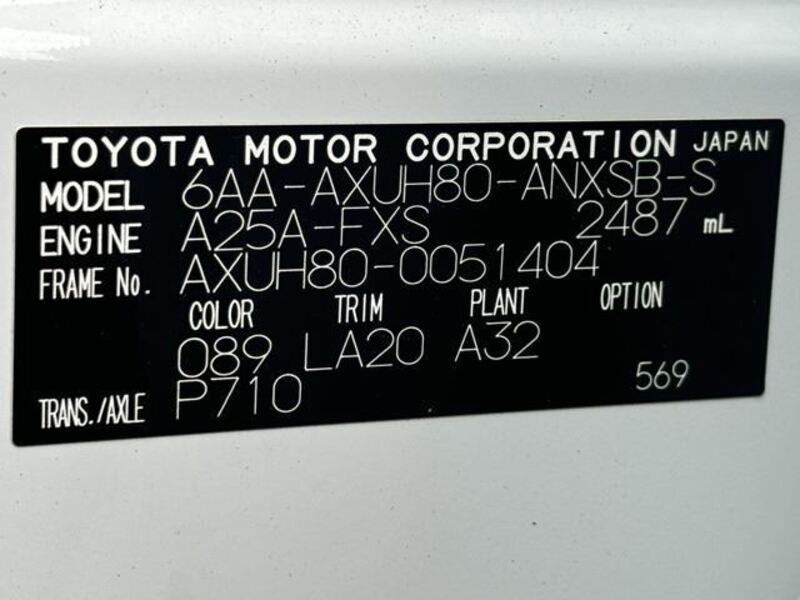 TOYOTA MOTOR CORPORATION JAPAN
MODEL 6AA-AXUH80-ANXSB-S
ENGINE A25A-FXS 2487 mL
FRAME No. AXUH80-0051404
COLOR TRIM PLANT OPTION
089 LA20 A32
TRANS./AXLE P710 569